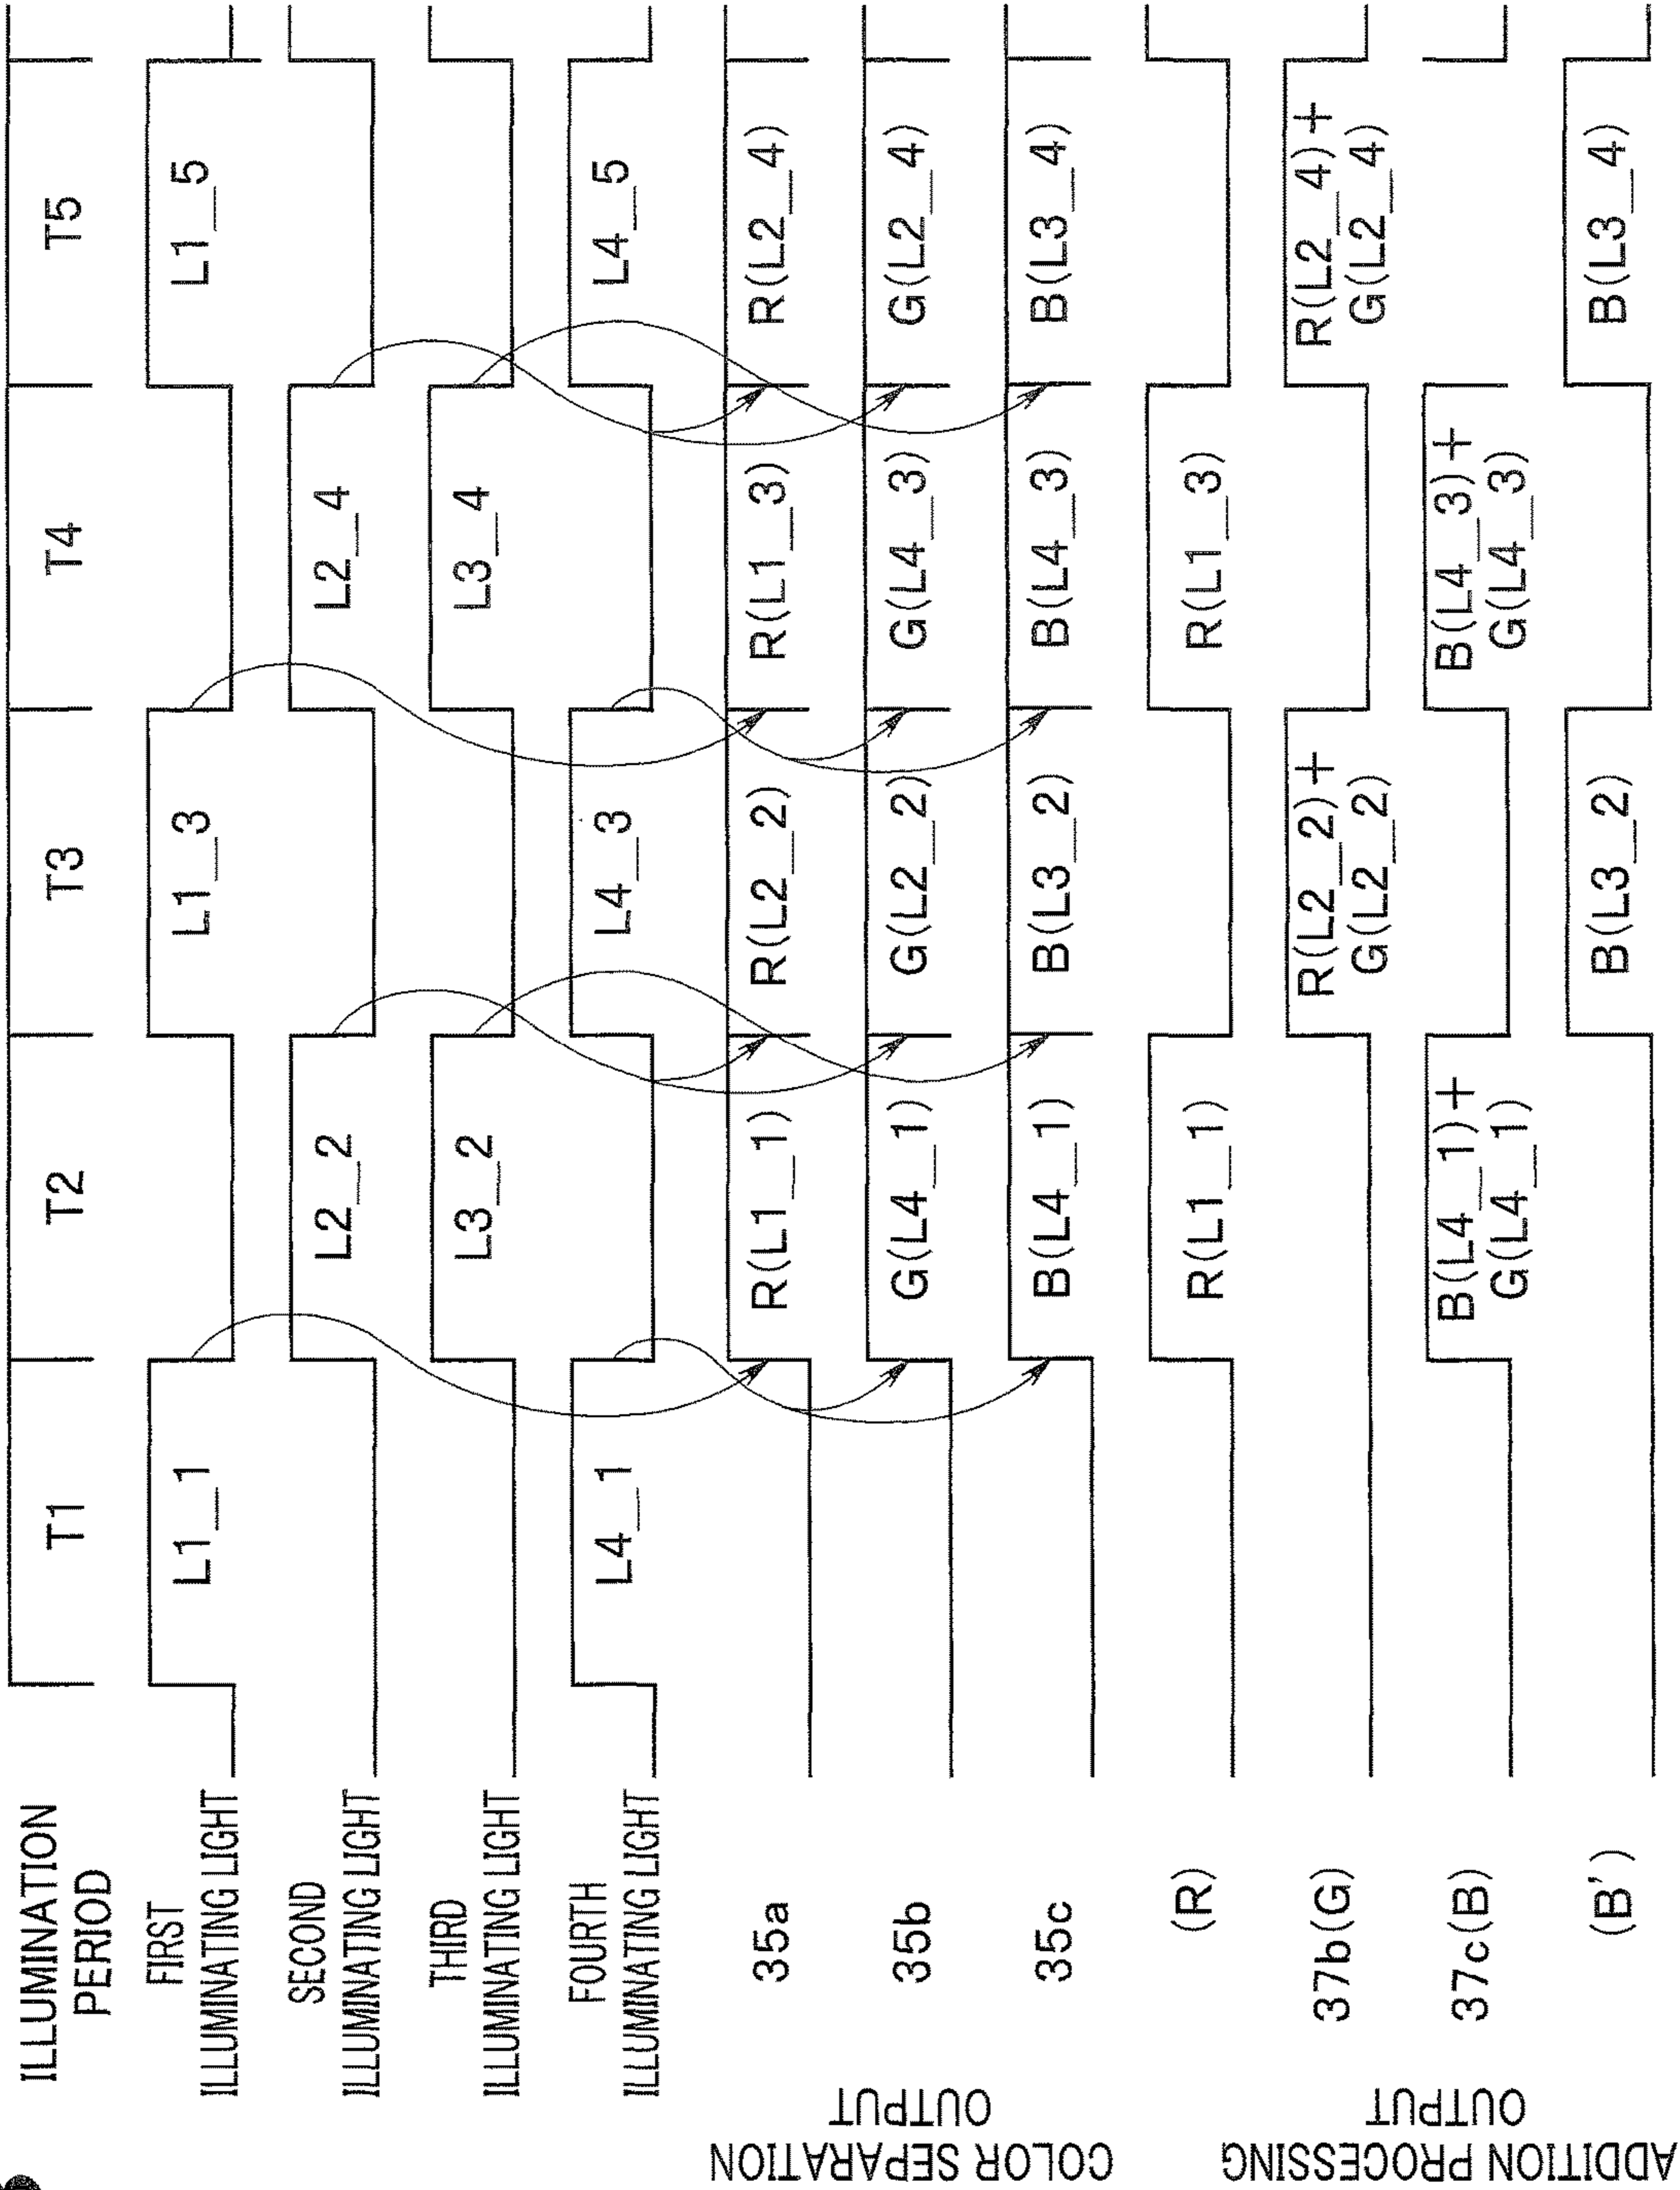 ILLUMINATION
PERIOD
T1 T2 T3 T4 T5
FIRST
ILLUMINATING LIGHT
L1_1 L1_3 L1_5
SECOND
ILLUMINATING LIGHT
L2_2 L2_4
THIRD
ILLUMINATING LIGHT
L3_2 L3_4
FOURTH
ILLUMINATING LIGHT
L4_1 L4_3 L4_5
COLOR SEPARATION
OUTPUT
35a
R(L1_1) R(L2_2) R(L1_3) R(L2_4)
35b
G(L4_1) G(L2_2) G(L4_3) G(L2_4)
35c
B(L4_1) B(L3_2) B(L4_3) B(L3_4)
ADDITION PROCESSING
OUTPUT
(R)
R(L1_1) R(L1_3)
37b(G)
R(L2_2)+ R(L2_4)+
G(L2_2) G(L2_4)
37c(B)
B(L4_1)+ B(L4_3)+
G(L4_1) G(L4_3)
(B')
B(L3_2) B(L3_4)